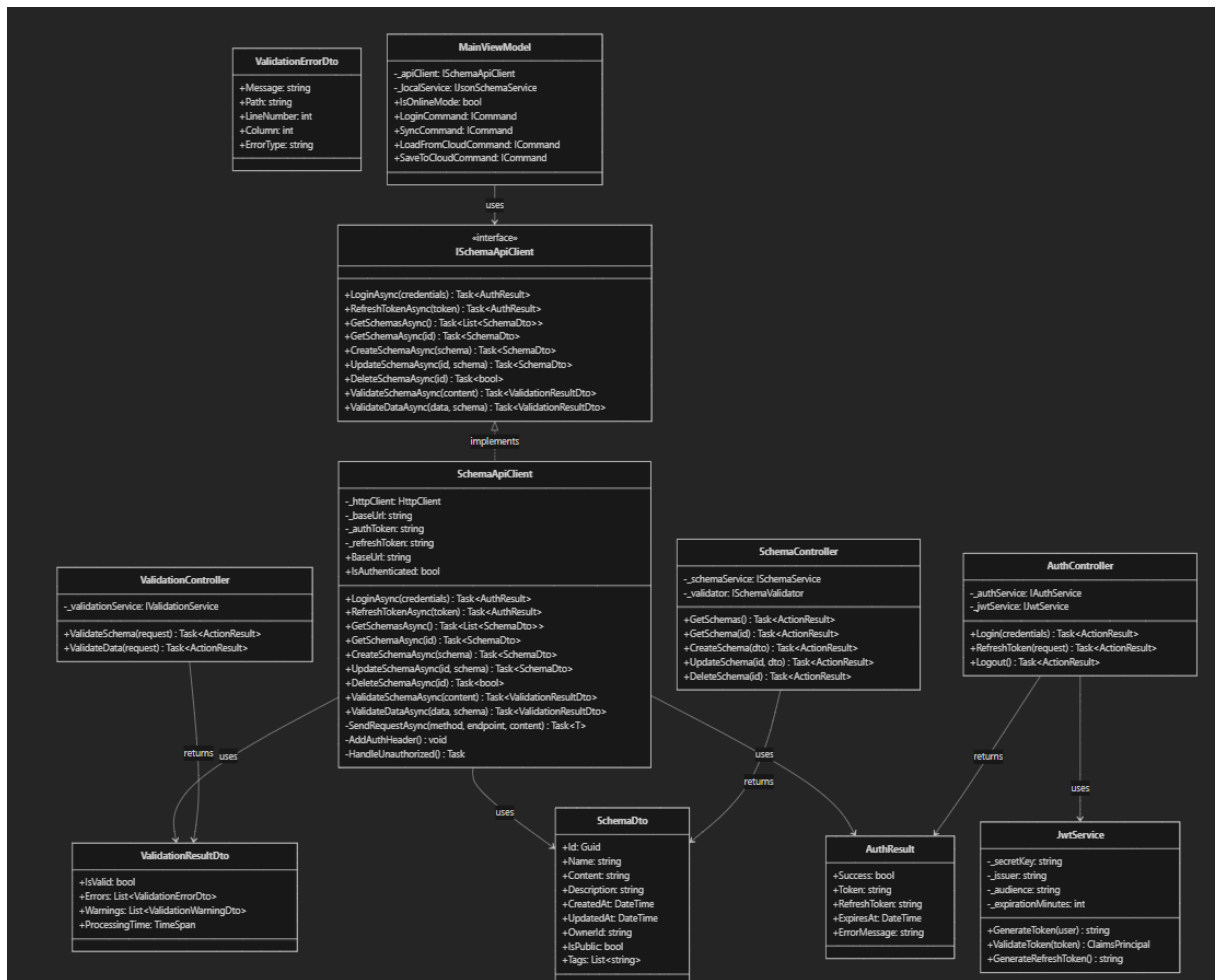 ValidationErrorDto
+Message: string
+Path: string
+LineNumber: int
+Column: int
+ErrorType: string
MainViewModel
-_apiClient: ISchemaApiClient
-_localService: IJsonSchemaService
+IsOnlineMode: bool
+LoginCommand: ICommand
+SyncCommand: ICommand
+LoadFromCloudCommand: ICommand
+SaveToCloudCommand: ICommand
uses
«interface»
ISchemaApiClient
+LoginAsync(credentials) : Task<AuthResult>
+RefreshTokenAsync(token) : Task<AuthResult>
+GetSchemasAsync() : Task<List<SchemaDto>>
+GetSchemaAsync(id) : Task<SchemaDto>
+CreateSchemaAsync(schema) : Task<SchemaDto>
+UpdateSchemaAsync(id, schema) : Task<SchemaDto>
+DeleteSchemaAsync(id) : Task<bool>
+ValidateSchemaAsync(content) : Task<ValidationResultDto>
+ValidateDataAsync(data, schema) : Task<ValidationResultDto>
implements
SchemaApiClient
-_httpClient: HttpClient
-_baseUrl: string
-_authToken: string
-_refreshToken: string
+BaseUrl: string
+IsAuthenticated: bool
+LoginAsync(credentials) : Task<AuthResult>
+RefreshTokenAsync(token) : Task<AuthResult>
+GetSchemasAsync() : Task<List<SchemaDto>>
+GetSchemaAsync(id) : Task<SchemaDto>
+CreateSchemaAsync(schema) : Task<SchemaDto>
+UpdateSchemaAsync(id, schema) : Task<SchemaDto>
+DeleteSchemaAsync(id) : Task<bool>
+ValidateSchemaAsync(content) : Task<ValidationResultDto>
+ValidateDataAsync(data, schema) : Task<ValidationResultDto>
-SendRequestAsync(method, endpoint, content) : Task<T>
-AddAuthHeader() : void
-HandleUnauthorized() : Task
ValidationController
-_validationService: IValidationService
+ValidateSchema(request) : Task<ActionResult>
+ValidateData(request) : Task<ActionResult>
SchemaController
-_schemaService: ISchemaService
-_validator: ISchemaValidator
+GetSchemas() : Task<ActionResult>
+GetSchema(id) : Task<ActionResult>
+CreateSchema(dto) : Task<ActionResult>
+UpdateSchema(id, dto) : Task<ActionResult>
+DeleteSchema(id) : Task<ActionResult>
AuthController
-_authService: IAuthService
-_jwtService: IJwtService
+Login(credentials) : Task<ActionResult>
+RefreshToken(request) : Task<ActionResult>
+Logout() : Task<ActionResult>
returns
uses
uses
returns
uses
returns
uses
ValidationResultDto
+IsValid: bool
+Errors: List<ValidationErrorDto>
+Warnings: List<ValidationWarningDto>
+ProcessingTime: TimeSpan
SchemaDto
+Id: Guid
+Name: string
+Content: string
+Description: string
+CreatedAt: DateTime
+UpdatedAt: DateTime
+OwnerId: string
+IsPublic: bool
+Tags: List<string>
AuthResult
+Success: bool
+Token: string
+RefreshToken: string
+ExpiresAt: DateTime
+ErrorMessage: string
JwtService
-_secretKey: string
-_issuer: string
-_audience: string
-_expirationMinutes: int
+GenerateToken(user) : string
+ValidateToken(token) : ClaimsPrincipal
+GenerateRefreshToken() : string